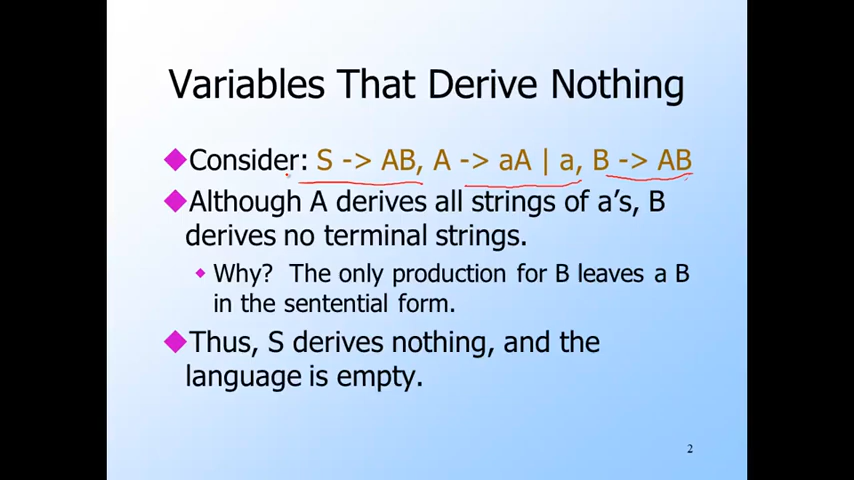 Variables That Derive Nothing
Consider: S -> AB, A -> aA | a, B -> AB
Although A derives all strings of a’s, B
derives no terminal strings.
Why? The only production for B leaves a B
in the sentential form.
Thus, S derives nothing, and the
language is empty.
2